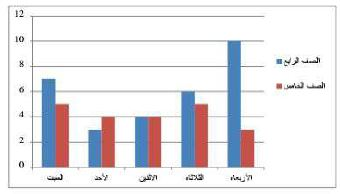 12
10
8
6
4
2
0
السبت
الأحد
الاثنين
الثلاثاء
الأربعاء
الصف الرابع
الصف الخامس